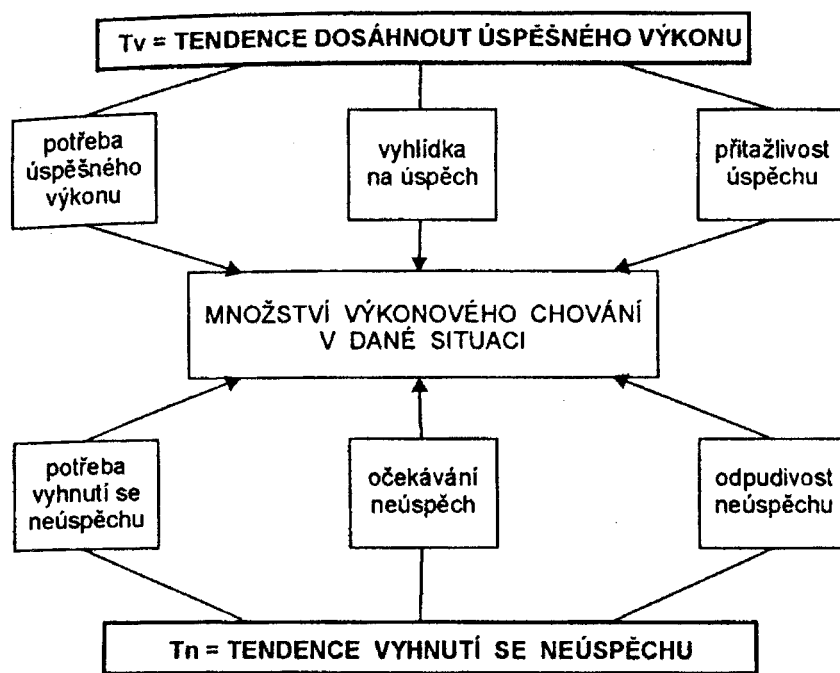 Tv = TENDENCE DOSÁHNOUT ÚSPĚŠNÉHO VÝKONU
potřeba
úspěšného
výkonu
vyhlídka
na úspěch
přitažlivost
úspěchu
MNOŽSTVÍ VÝKONOVÉHO CHOVÁNÍ
V DANÉ SITUACI
potřeba
vyhnutí se
neúspěchu
očekávání
neúspěch
odpudivost
neúspěchu
Tn = TENDENCE VYHNUTÍ SE NEÚSPĚCHU